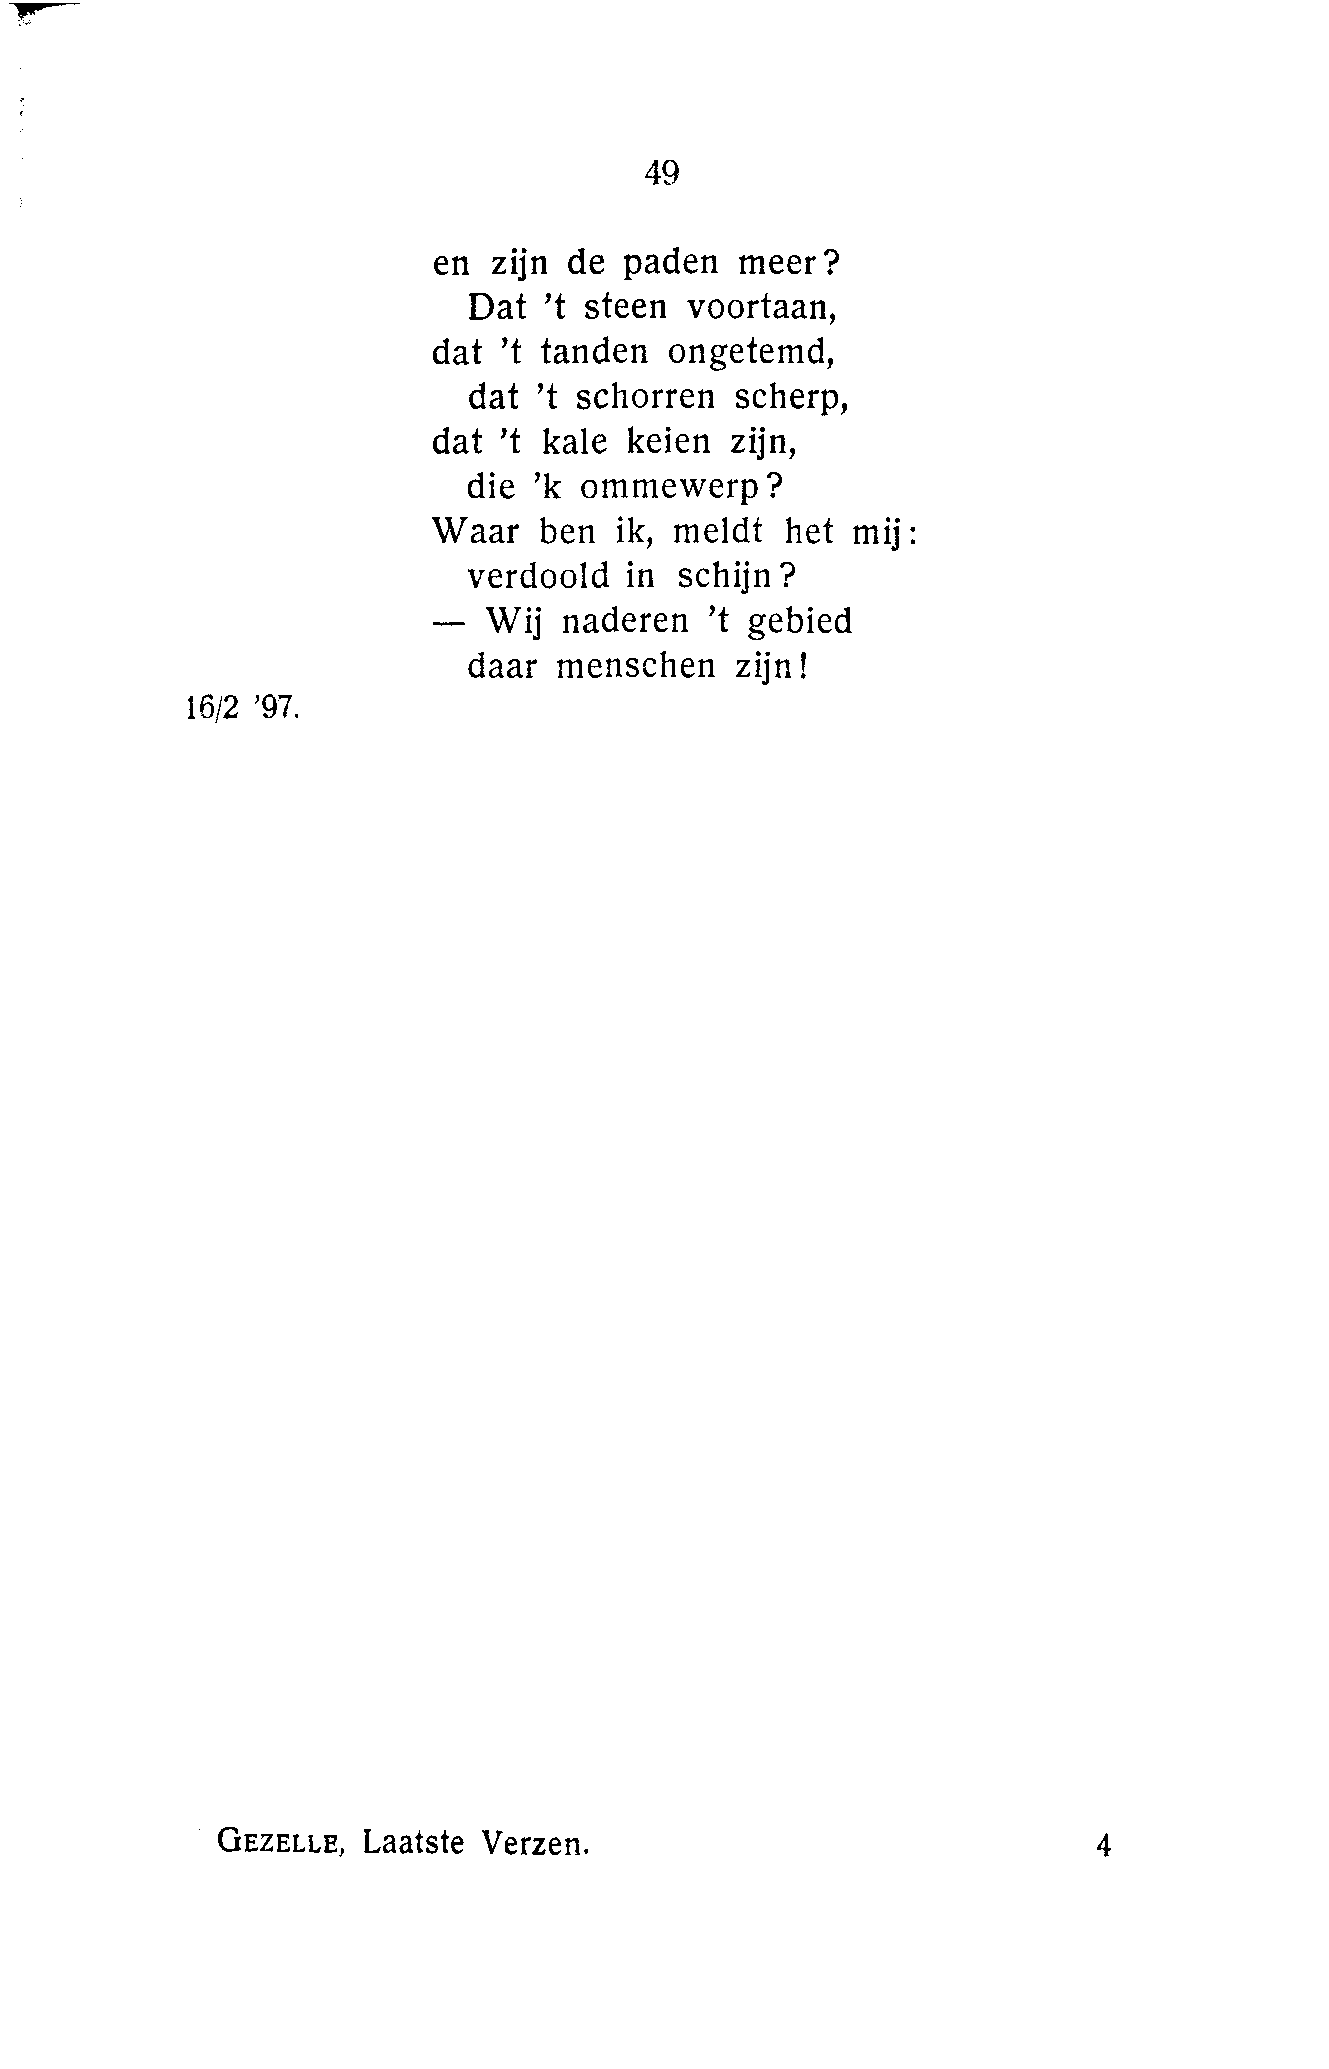 49
en zijn de paden meer?
Dat 't steen voortaan,
dat 't tanden ongetemd,
dat 't schorren scherp,
dat 't kale keien zijn,
die 'k ommewerp?
Waar ben ik, meldt het mij:
verdoold in schijn?
— Wij naderen 't gebied
daar menschen zijn!
16/2 '97.
GEZELLE, Laatste Verzen. 4